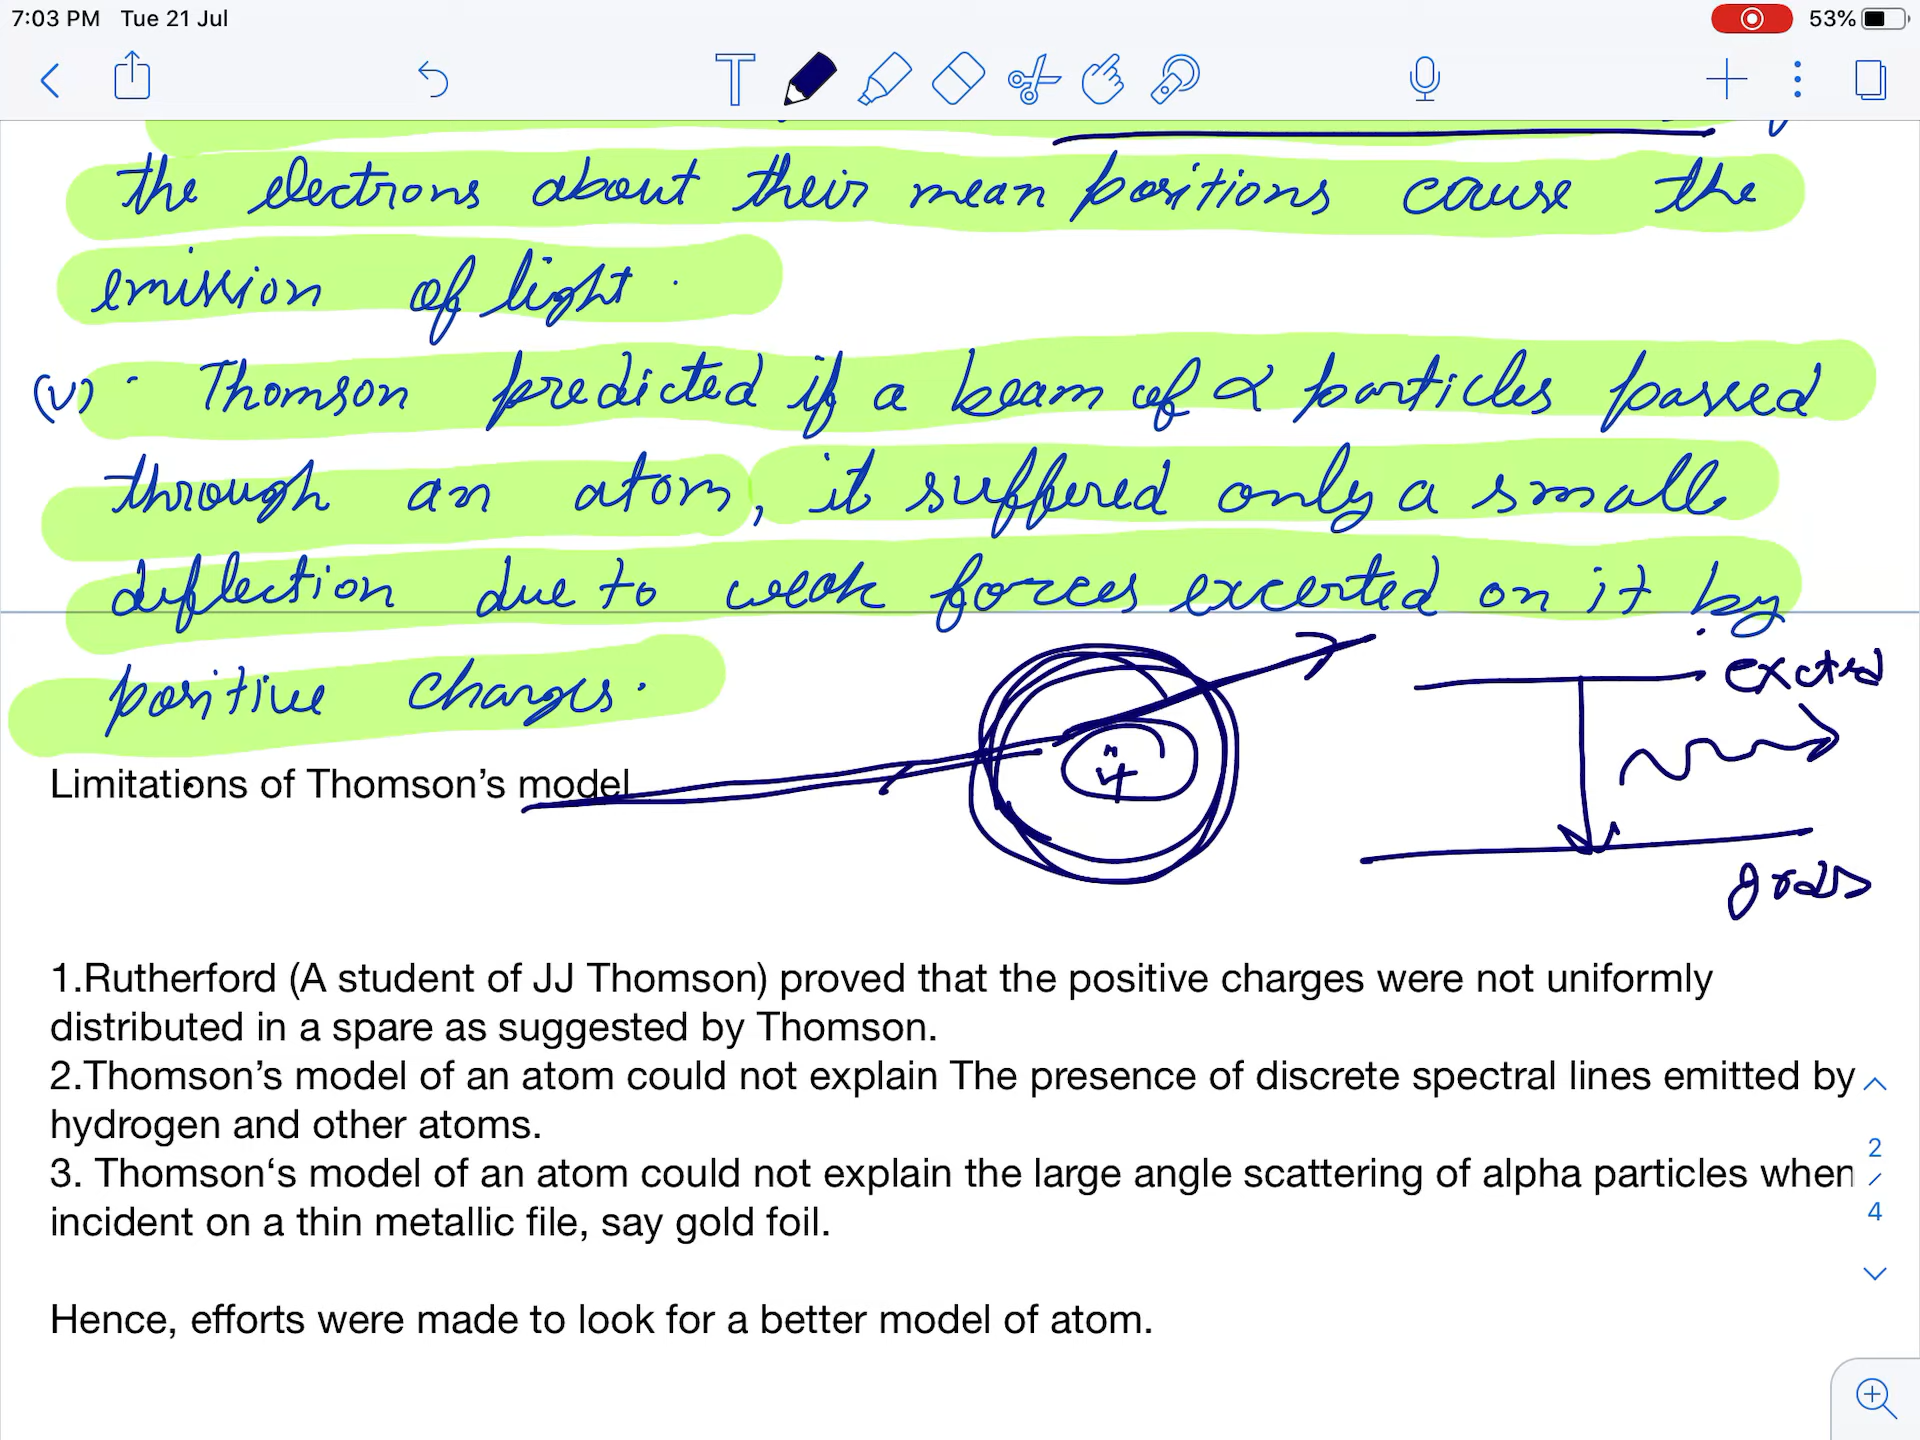 7:03 PM Tue 21 Jul
53%
the electrons about their mean positions cause the
emission of light.
(v). Thomson predicted if a beam of α particles passed
through an atom, it suffered only a small
deflection due to weak forces excerted on it by
positive charges.
excted
Limitations of Thomson's model
1.Rutherford (A student of JJ Thomson) proved that the positive charges were not uniformly
distributed in a spare as suggested by Thomson.
2.Thomson's model of an atom could not explain The presence of discrete spectral lines emitted by
hydrogen and other atoms.
3. Thomson‘s model of an atom could not explain the large angle scattering of alpha particles when
incident on a thin metallic file, say gold foil.
Hence, efforts were made to look for a better model of atom.
2
/
4